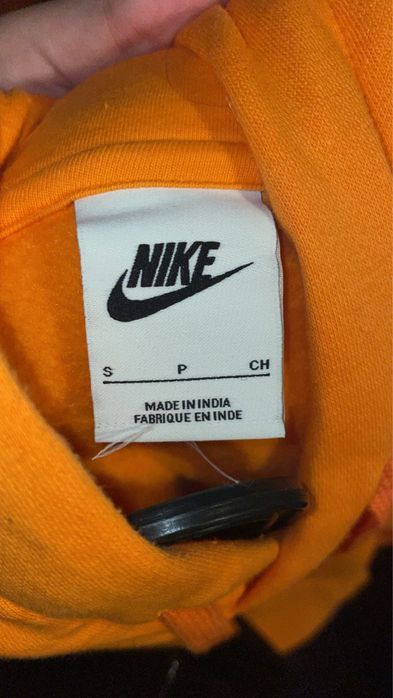 NIKE
S P CH
MADE IN INDIA
FABRIQUE EN INDE